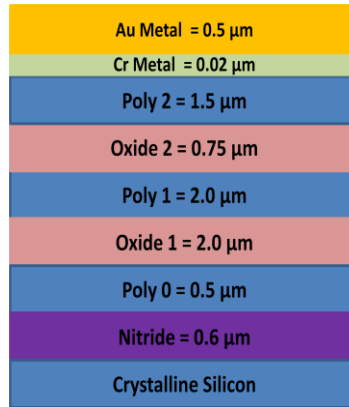 Au Metal = 0.5 μm
Cr Metal = 0.02 μm
Poly 2 = 1.5 μm
Oxide 2 = 0.75 μm
Poly 1 = 2.0 μm
Oxide 1 = 2.0 μm
Poly 0 = 0.5 μm
Nitride = 0.6 μm
Crystalline Silicon